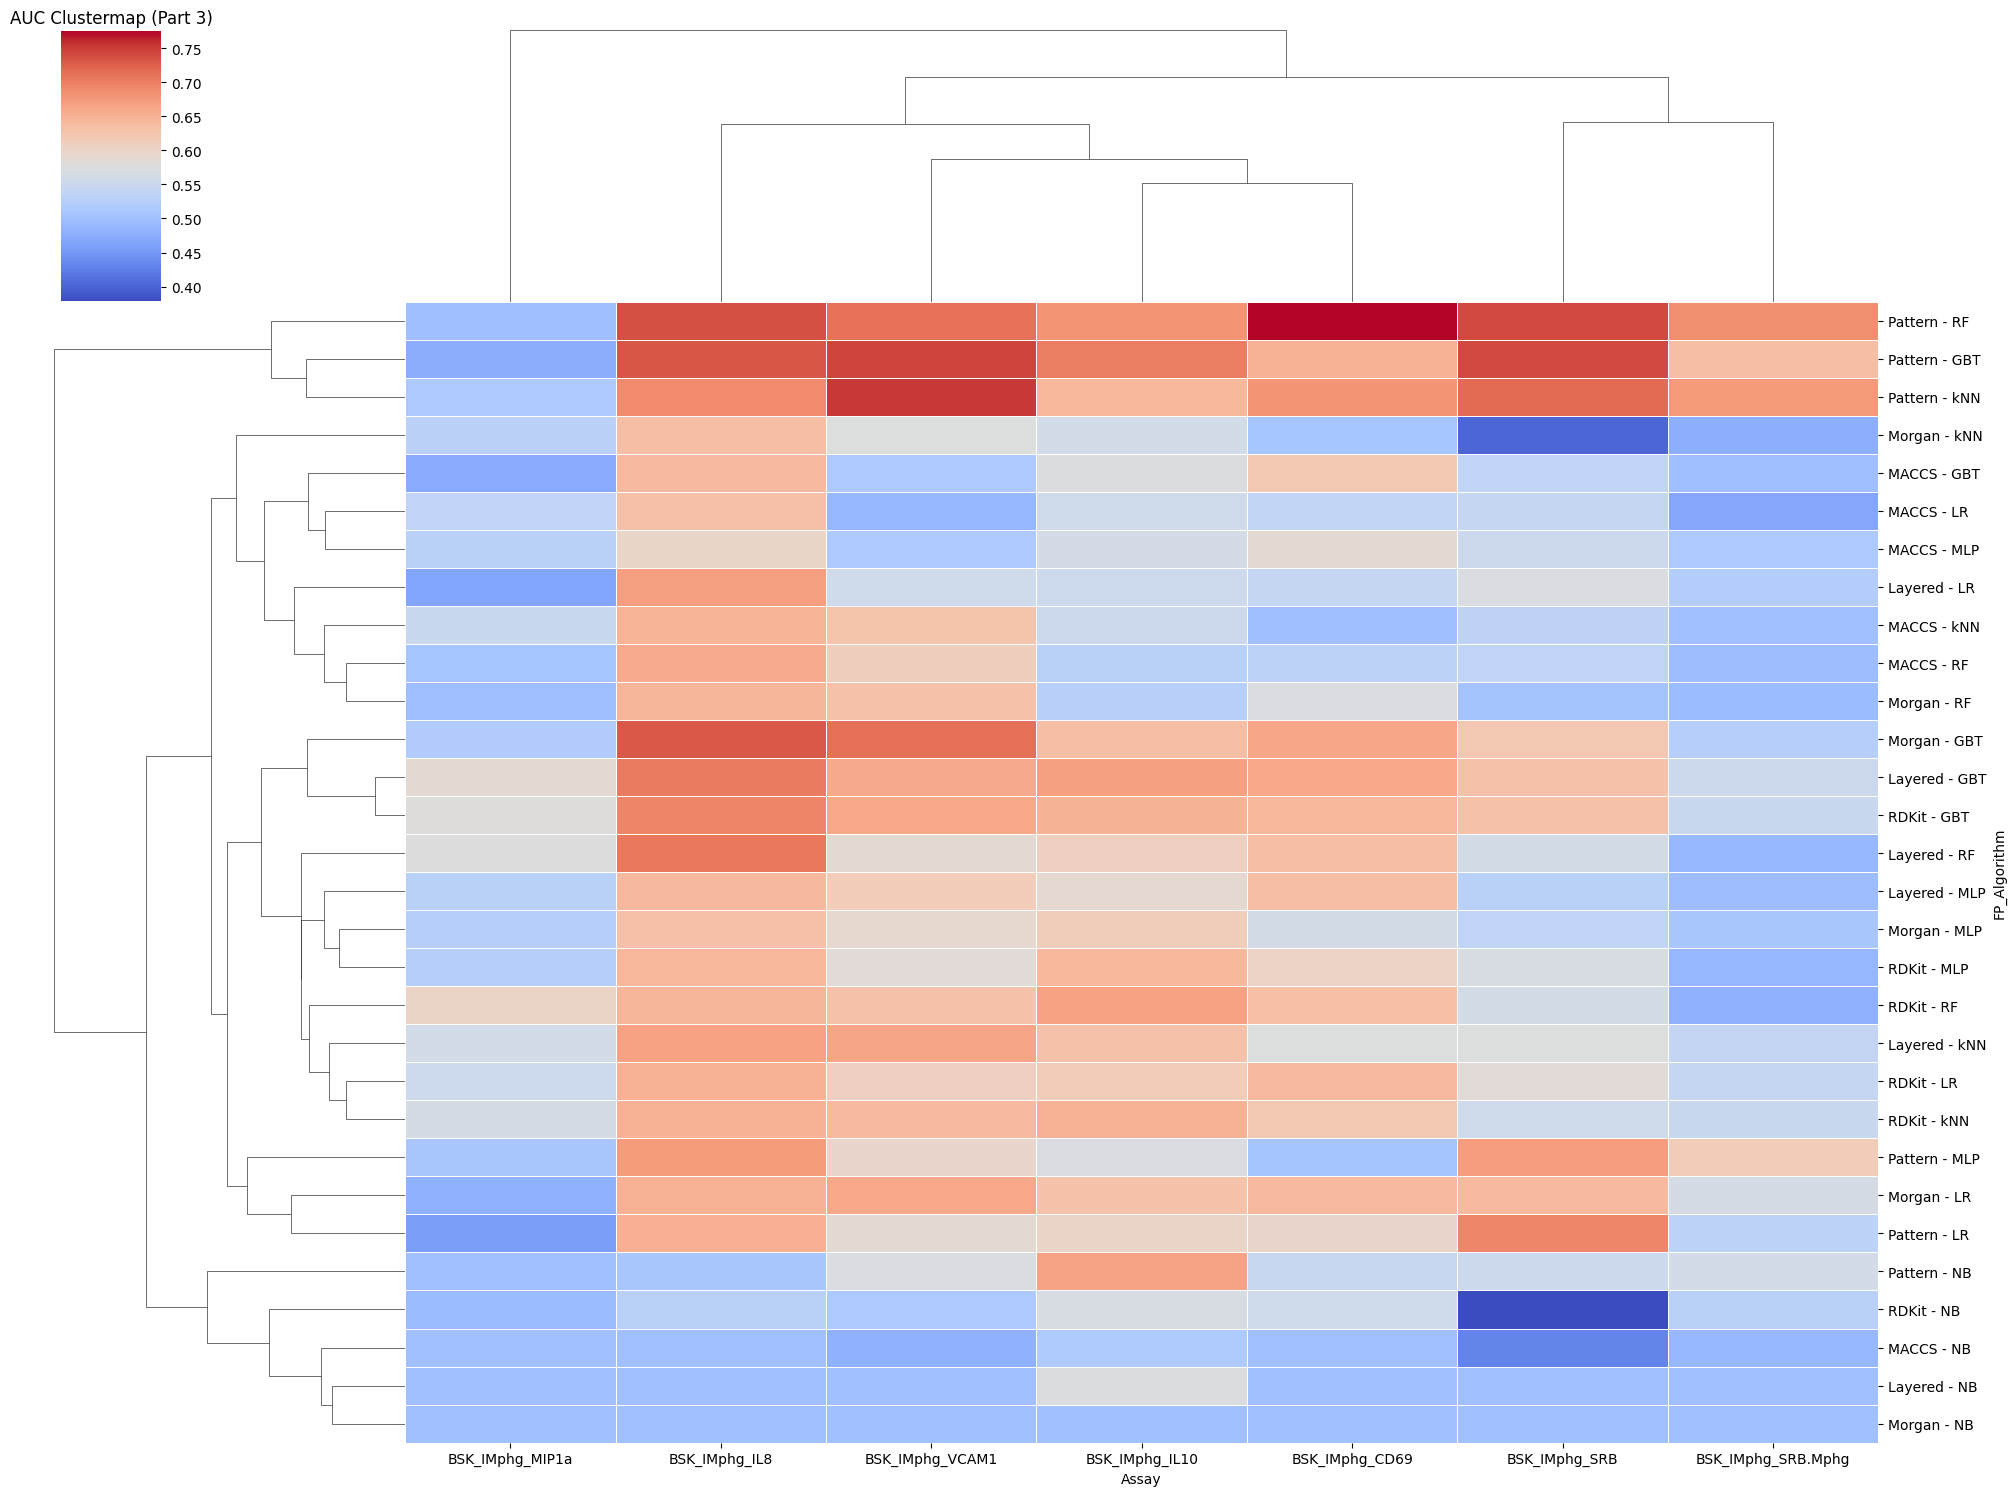 AUC Clustermap (Part 3)
0.75
0.70
0.65
0.60
0.55
0.50
0.45
0.40
Pattern - RF
Pattern - GBT
Pattern - kNN
Morgan - kNN
MACCS - GBT
MACCS - LR
MACCS - MLP
Layered - LR
MACCS - kNN
MACCS - RF
Morgan - RF
Morgan - GBT
Layered - GBT
RDKit - GBT
Layered - RF
Layered - MLP
Morgan - MLP
RDKit - MLP
RDKit - RF
Layered - kNN
RDKit - LR
RDKit - kNN
Pattern - MLP
Morgan - LR
Pattern - LR
Pattern - NB
RDKit - NB
MACCS - NB
Layered - NB
Morgan - NB
FP_Algorithm
BSK_IMphg_MIP1a BSK_IMphg_IL8 BSK_IMphg_VCAM1 BSK_IMphg_IL10 BSK_IMphg_CD69 BSK_IMphg_SRB BSK_IMphg_SRB.Mphg
Assay